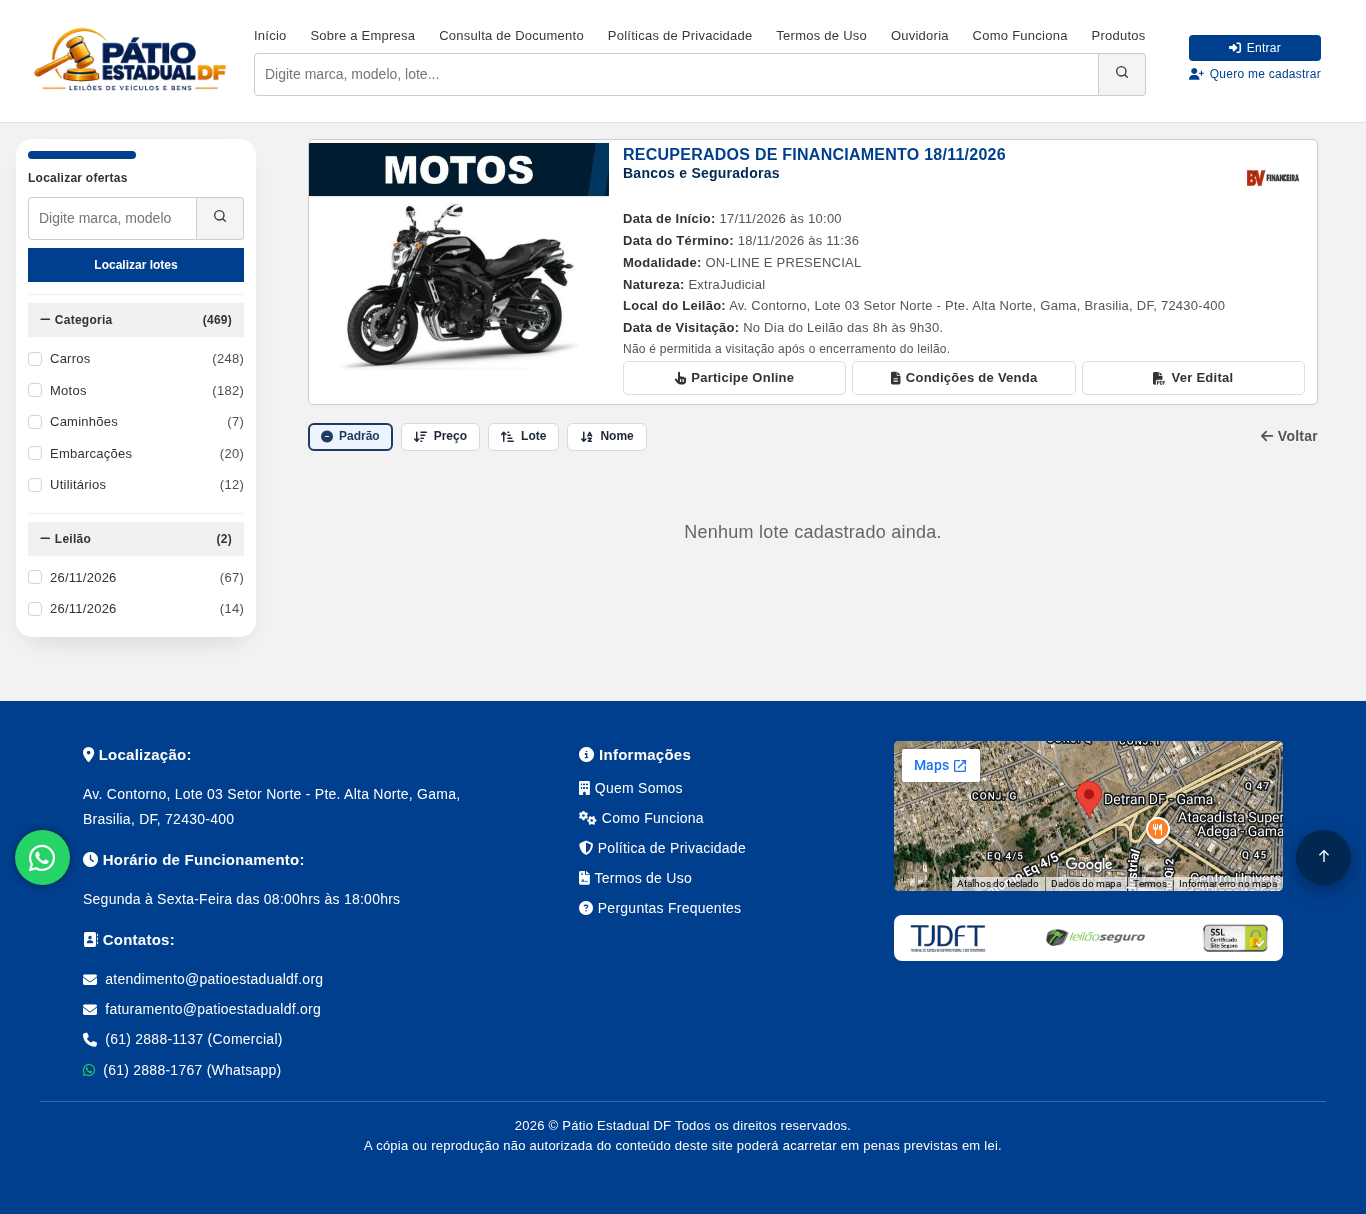 PÁTIO
ESTADUALDF
LEILÕES DE VEÍCULOS E BENS
Início Sobre a Empresa Consulta de Documento Políticas de Privacidade Termos de Uso Ouvidoria Como Funciona Produtos
Digite marca, modelo, lote...
Entrar
Quero me cadastrar
Localizar ofertas
Digite marca, modelo
Localizar lotes
Categoria (469)
Carros (248)
Motos (182)
Caminhões (7)
Embarcações (20)
Utilitários (12)
Leilão (2)
26/11/2026 (67)
26/11/2026 (14)
MOTOS
RECUPERADOS DE FINANCIAMENTO 18/11/2026
Bancos e Seguradoras
BV FINANCEIRA
Data de Início: 17/11/2026 às 10:00
Data do Término: 18/11/2026 às 11:36
Modalidade: ON-LINE E PRESENCIAL
Natureza: ExtraJudicial
Local do Leilão: Av. Contorno, Lote 03 Setor Norte - Pte. Alta Norte, Gama, Brasilia, DF, 72430-400
Data de Visitação: No Dia do Leilão das 8h às 9h30.
Não é permitida a visitação após o encerramento do leilão.
Participe Online Condições de Venda Ver Edital
Padrão Preço Lote Nome Voltar
Nenhum lote cadastrado ainda.
Localização:
Av. Contorno, Lote 03 Setor Norte - Pte. Alta Norte, Gama,
Brasilia, DF, 72430-400
Horário de Funcionamento:
Segunda à Sexta-Feira das 08:00hrs às 18:00hrs
Contatos:
atendimento@patioestadualdf.org
faturamento@patioestadualdf.org
(61) 2888-1137 (Comercial)
(61) 2888-1767 (Whatsapp)
Informações
Quem Somos
Como Funciona
Política de Privacidade
Termos de Uso
Perguntas Frequentes
Maps
CONJ. G
Q 47
Detran DF - Gama
Atacadista Super
Adega - Gama
EQ 4/5
Eq 4/5
Q 45
Google
Centro Univers
Atalhos do teclado Dados do mapa Termos Informar erro no mapa
TJDFT
leilãoseguro
SSL
Certificado
Site Seguro
2026 © Pátio Estadual DF Todos os direitos reservados.
A cópia ou reprodução não autorizada do conteúdo deste site poderá acarretar em penas previstas em lei.